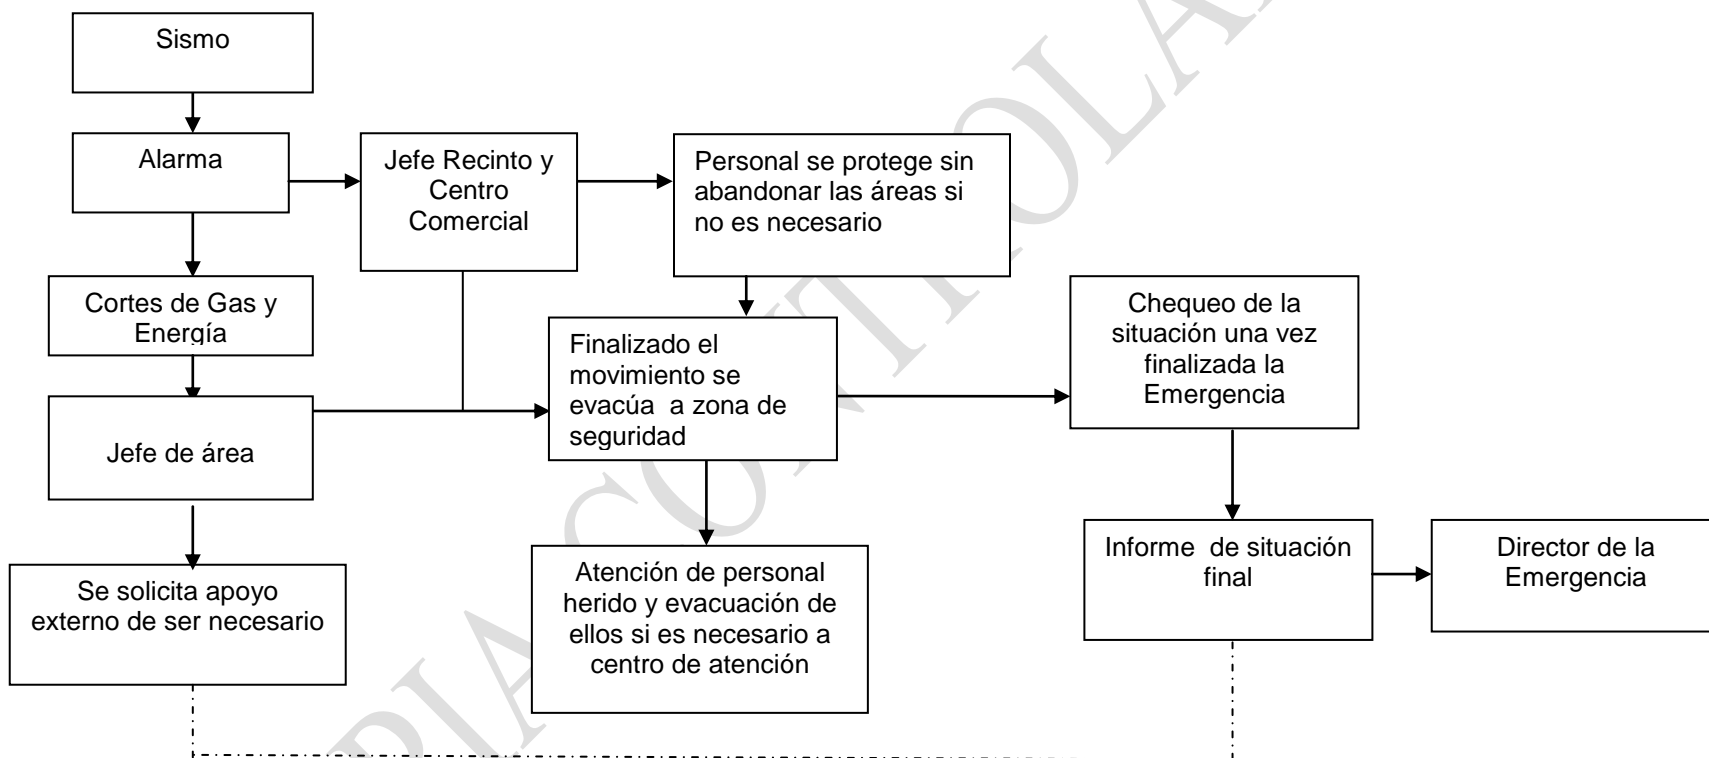 Sismo
Alarma
Jefe Recinto y
Centro
Comercial
Personal se protege sin
abandonar las áreas si
no es necesario
Cortes de Gas y
Energía
Finalizado el
movimiento se
evacúa a zona de
seguridad
Chequeo de la
situación una vez
finalizada la
Emergencia
Jefe de área
Se solicita apoyo
externo de ser necesario
Atención de personal
herido y evacuación de
ellos si es necesario a
centro de atención
Informe de situación
final
Director de la
Emergencia
PIA CONTROLA